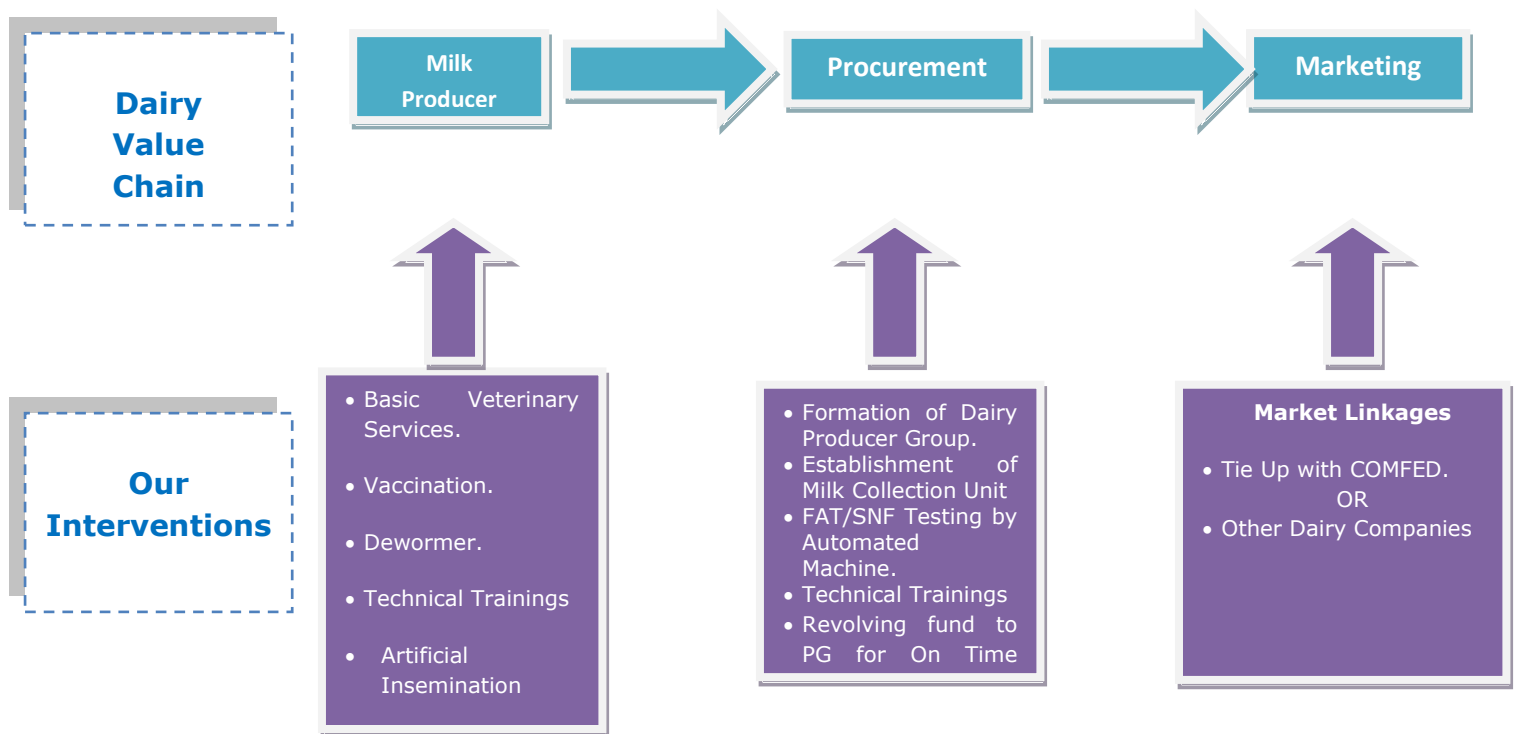 Dairy
Value
Chain
Milk
Producer
Procurement
Marketing
Our
Interventions
• Basic Veterinary
Services.
• Vaccination.
• Dewormer.
• Technical Trainings
• Artificial
Insemination
• Formation of Dairy
Producer Group.
• Establishment of
Milk Collection Unit
• FAT/SNF Testing by
Automated
Machine.
• Technical Trainings
• Revolving fund to
PG for On Time
Market Linkages
• Tie Up with COMFED.
OR
• Other Dairy Companies